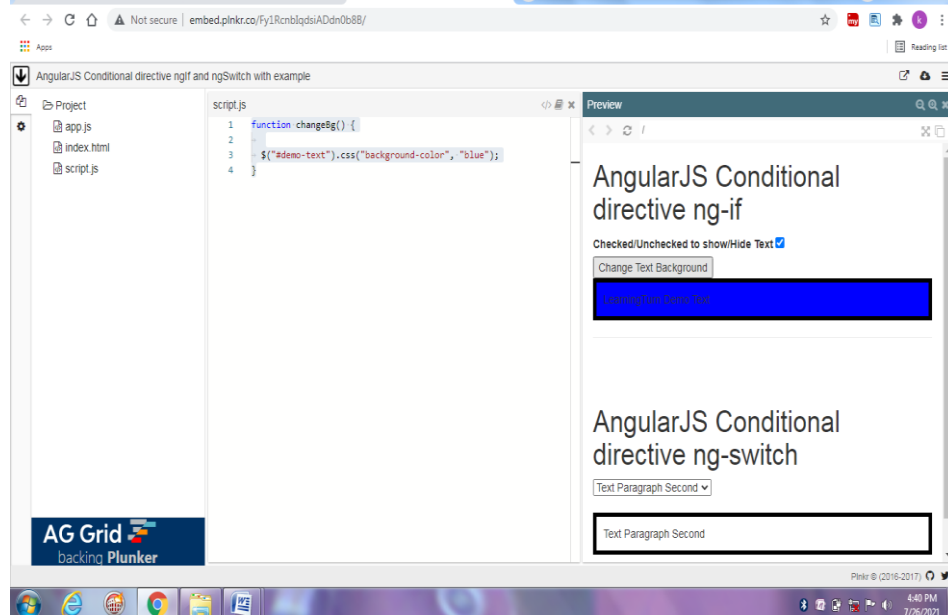 Not secure | embed.plnkr.co/Fy1RcnbIqdsiADdn0b8B/
my
k
Apps
Reading list
AngularJS Conditional directive ngIf and ngSwitch with example
Project
app.js
index.html
script.js
script.js
1 function changeBg() {
2
3 $("#demo-text").css("background-color", "blue");
4 }
Preview
/
AngularJS Conditional
directive ng-if
Checked/Unchecked to show/Hide Text
Change Text Background
LearningTurn Demo Text
AngularJS Conditional
directive ng-switch
Text Paragraph Second
Text Paragraph Second
AG Grid
backing Plunker
Plnkr ® (2016-2017)
4:40 PM